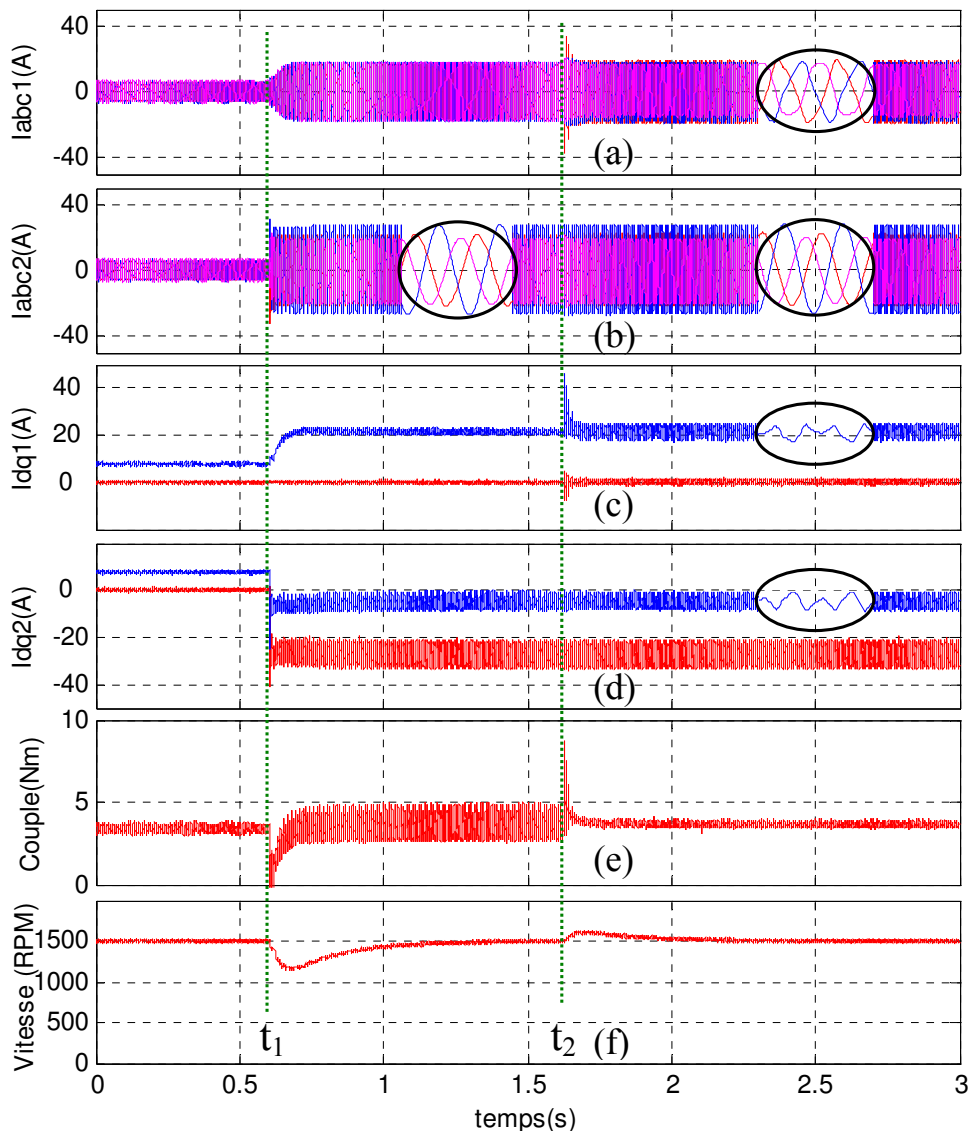 Iabc1(A)
40
0
-40
(a)
Iabc2(A)
40
0
-40
(b)
Idq1(A)
40
20
0
(c)
Idq2(A)
0
-20
-40
(d)
Couple(Nm)
10
5
0
(e)
Vitesse (RPM)
1500
1000
500
0
t1
t2
(f)
0 0.5 1 1.5 2 2.5 3
temps(s)